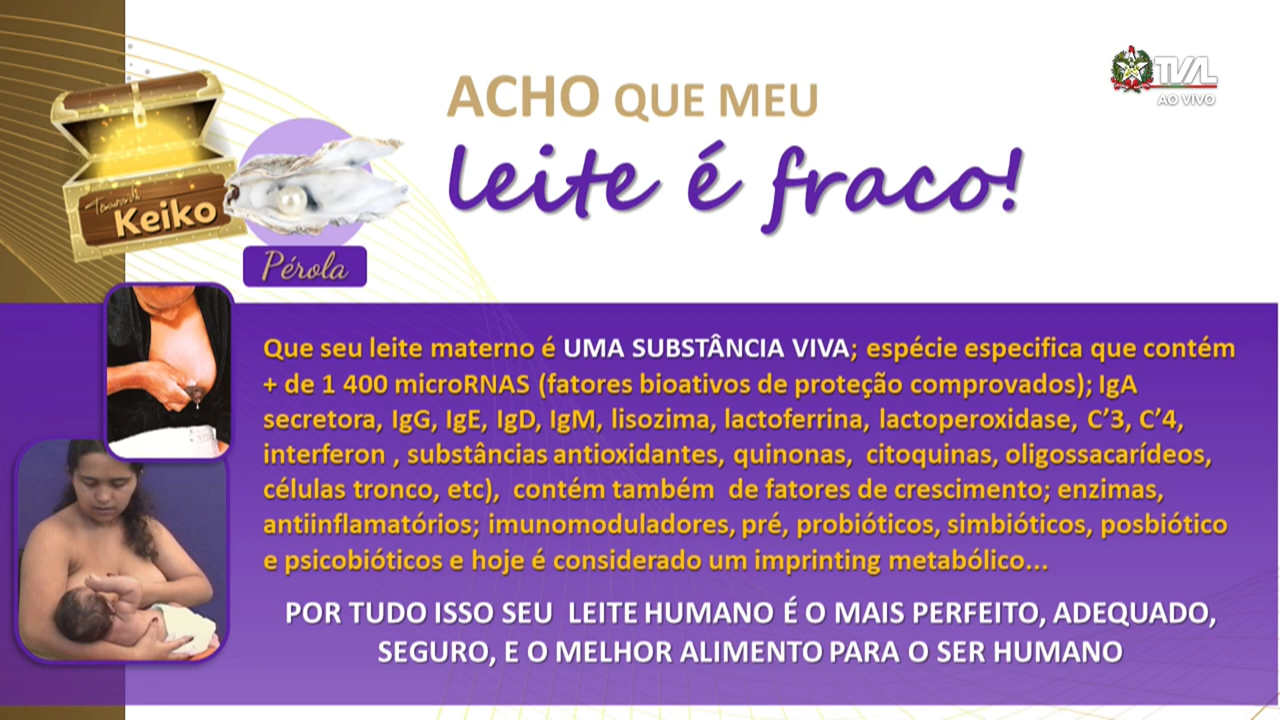 ACHO QUE MEU
leite é fraco!
TVAL
AO VIVO
Keiko
Pérola
Que seu leite materno é UMA SUBSTÂNCIA VIVA; espécie especifica que contém
+ de 1 400 microRNAS (fatores bioativos de proteção comprovados); IgA
secretora, IgG, IgE, IgD, IgM, lisozima, lactoferrina, lactoperoxidase, C’3, C’4,
interferon , substâncias antioxidantes, quinonas, citoquinas, oligossacarídeos,
células tronco, etc), contém também de fatores de crescimento; enzimas,
antiinflamatórios; imunomoduladores, pré, probióticos, simbióticos, posbiótico
e psicobióticos e hoje é considerado um imprinting metabólico...
POR TUDO ISSO SEU LEITE HUMANO É O MAIS PERFEITO, ADEQUADO,
SEGURO, E O MELHOR ALIMENTO PARA O SER HUMANO